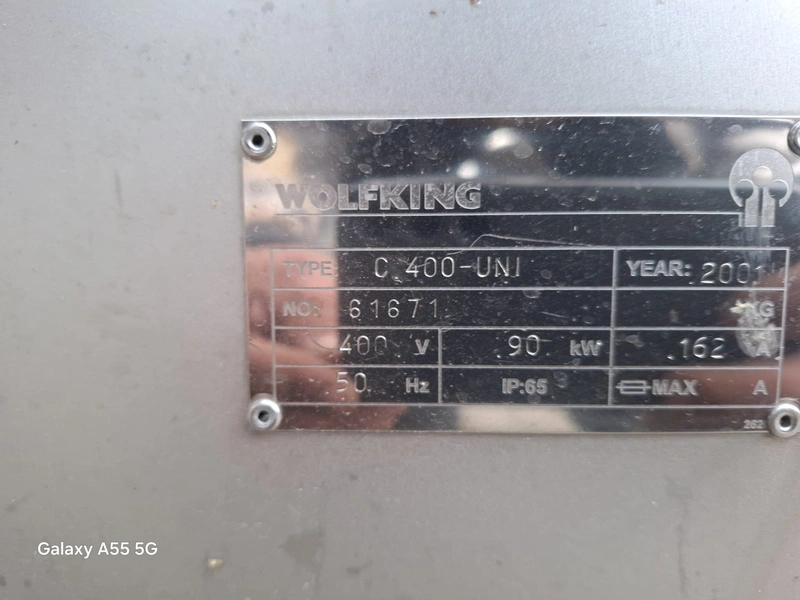 WOLFKING
TYPE C 400-UNI YEAR: 2001
NO: 61671 KG
400 V 90 kW 162 A
50 Hz IP:65 MAX A
262
Galaxy A55 5G